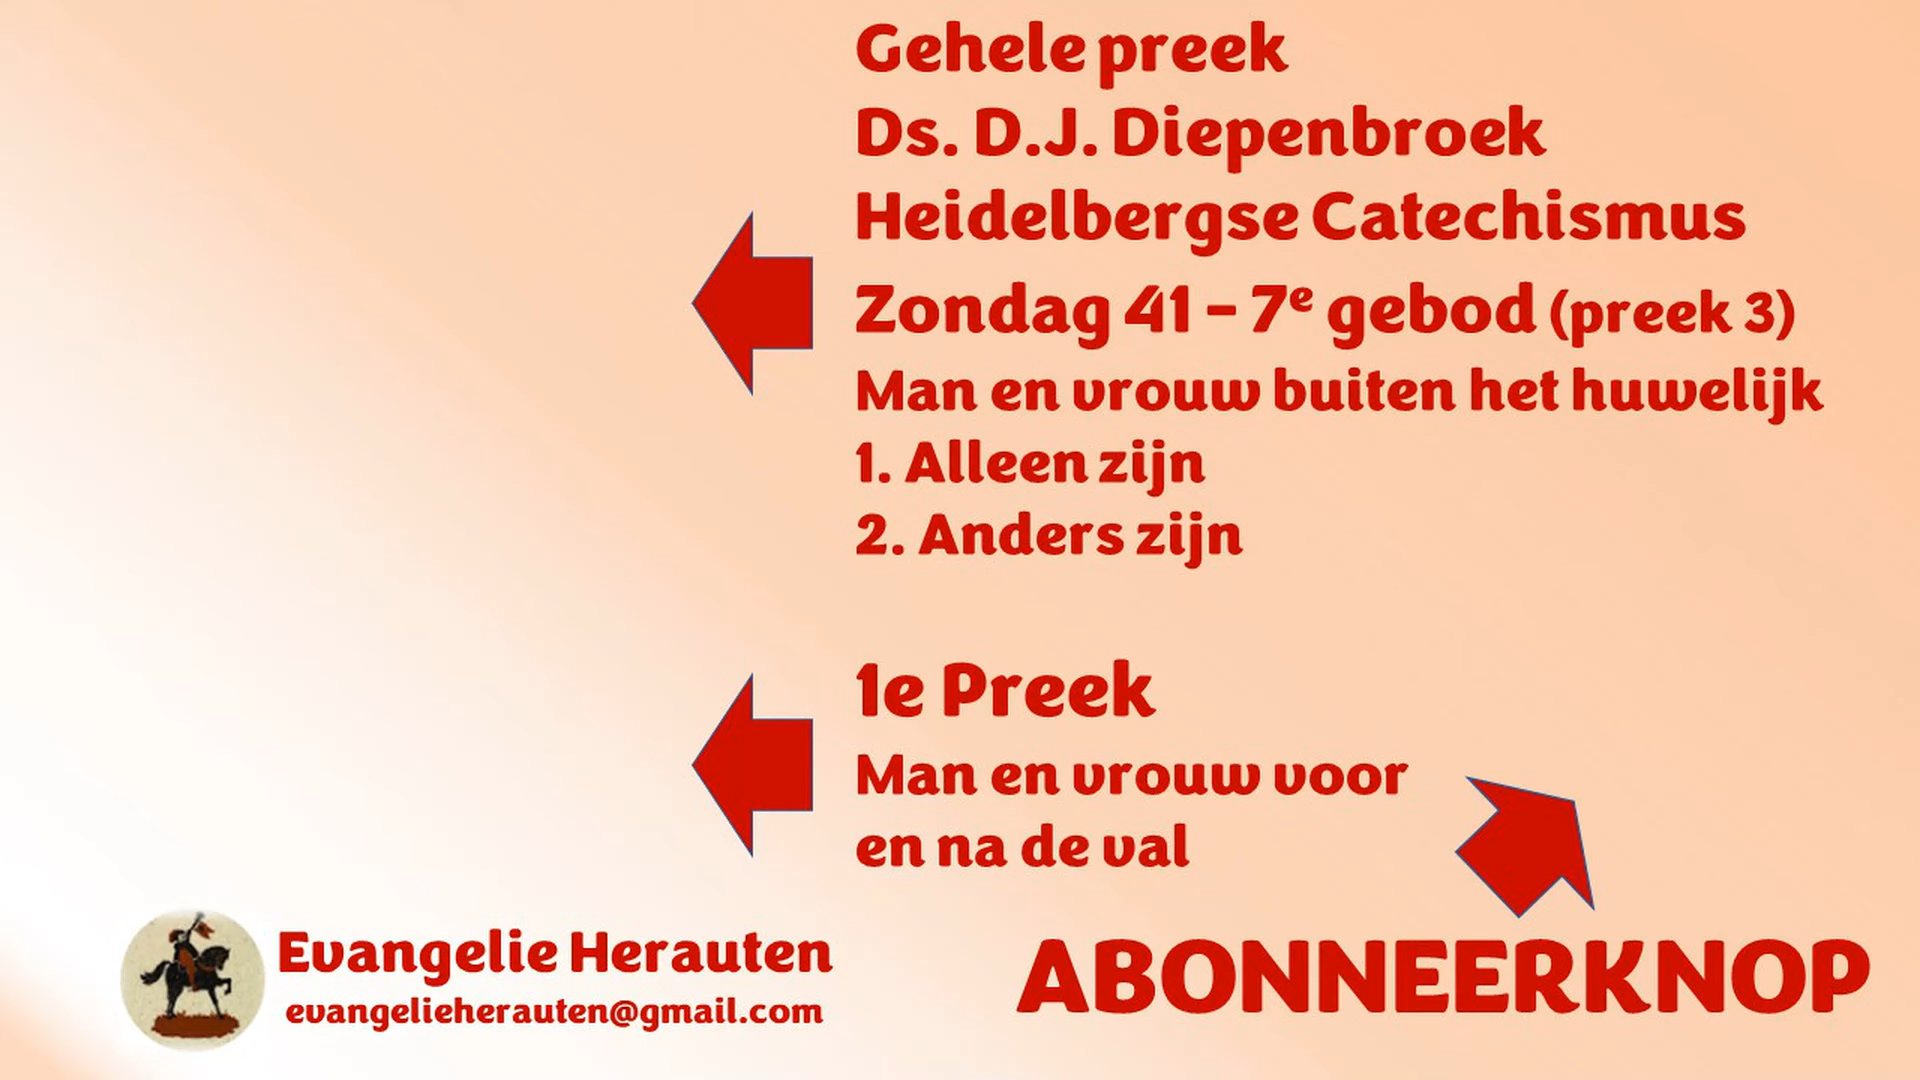 Gehele preek
Ds. D.J. Diepenbroek
Heidelbergse Catechismus
Zondag 41 – 7e gebod (preek 3)
Man en vrouw buiten het huwelijk
1. Alleen zijn
2. Anders zijn
1e Preek
Man en vrouw voor
en na de val
Evangelie Herauten
evangelieherauten@gmail.com
ABONNEERKNOP